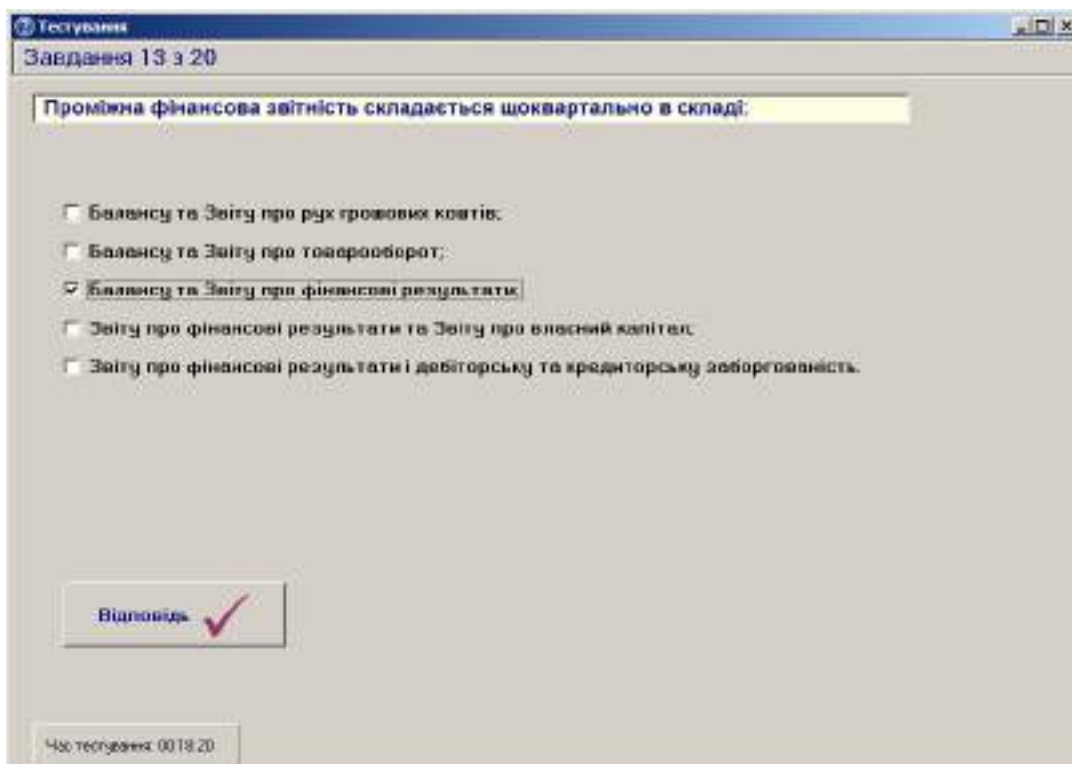 Тестування
Завдання 13 з 20
Проміжна фінансова звітність складається щоквартально в складі:
Балансу та Звіту про рух грошових коштів;
Балансу та Звіту про товарооборот;
Балансу та Звіту про фінансові результати;
Звіту про фінансові результати та Звіту про власний капітал;
Звіту про фінансові результати і дебіторську та кредиторську заборгованість.
Відповідь
Час тестування: 00:18:20